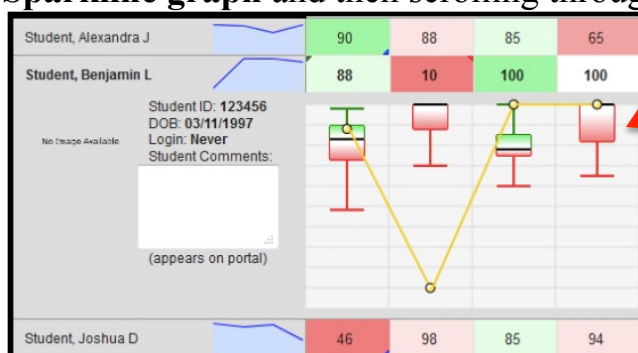 Sparkline graph and then scrolling throug
Student, Alexandra J 90 88 85 65
Student, Benjamin L 88 10 100 100
No Image Available
Student ID: 123456
DOB: 03/11/1997
Login: Never
Student Comments:
(appears on portal)
Student, Joshua D 46 98 85 94